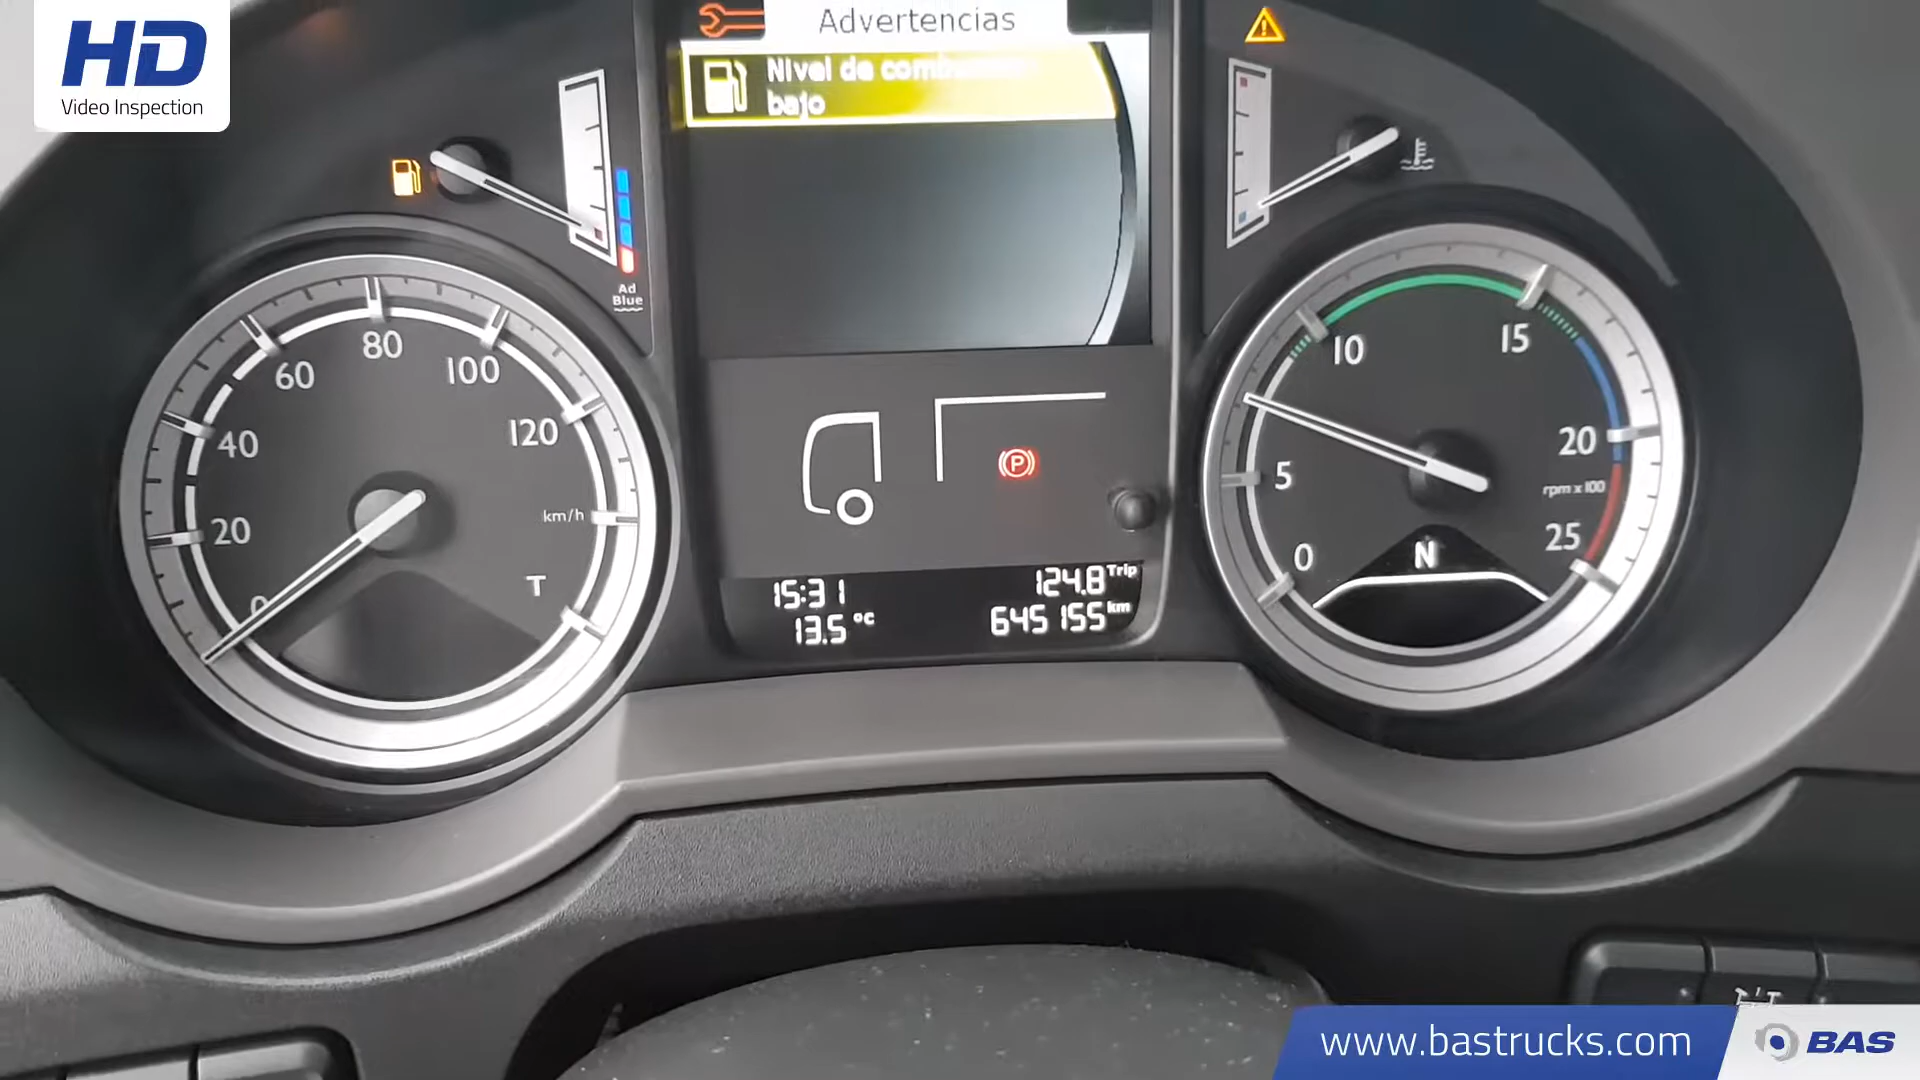 HD
Video Inspection
Advertencias
Nivel de
bajo
Ad
Blue
0
20
40
60
80
100
120
km/h
T
P
15:31
13.5 °C
124.8 Trip
645 155 km
0
5
10
15
20
25
rpm x 100
N
www.bastrucks.com
BAS